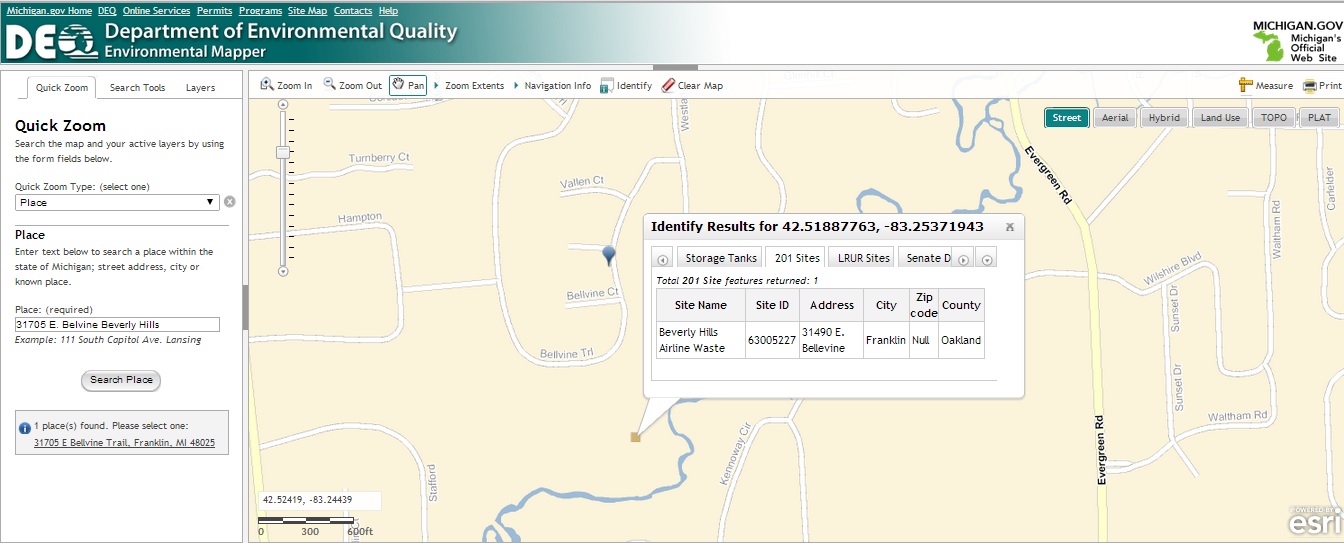 Michigan.gov Home DEQ Online Services Permits Programs Site Map Contacts Help
DEQ Department of Environmental Quality
Environmental Mapper
MICHIGAN.GOV
Michigan's
Official
Web Site
Quick Zoom Search Tools Layers
Zoom In Zoom Out Pan Zoom Extents Navigation Info Identify Clear Map Measure Print
Street Aerial Hybrid Land Use TOPO PLAT
Quick Zoom
Search the map and your active layers by using
the form fields below.
Quick Zoom Type: (select one)
Place
Place
Enter text below to search a place within the
state of Michigan; street address, city or
known place.
Place: (required)
31705 E. Belvine Beverly Hills
Example: 111 South Capitol Ave. Lansing
Search Place
1 place(s) found. Please select one:
31705 E Bellvine Trail, Franklin, MI 48025
Turnberry Ct
Vallen Ct
Hampton
Bellvine Ct
Bellvine Trl
Stafford
Kennoway Cir
Evergreen Rd
Evergreen Rd
Wilshire Blvd
Sunset Dr
Sunset Dr
Waltham Rd
Waltham Rd
Identify Results for 42.51887763, -83.25371943
Storage Tanks 201 Sites LRUR Sites Senate D
Total 201 Site features returned: 1
Site Name Site ID Address City Zip code County
Beverly Hills Airline Waste 63005227 31490 E. Bellevine Franklin Null Oakland
42.52419, -83.24439
0 300 600ft
POWERED BY
esri